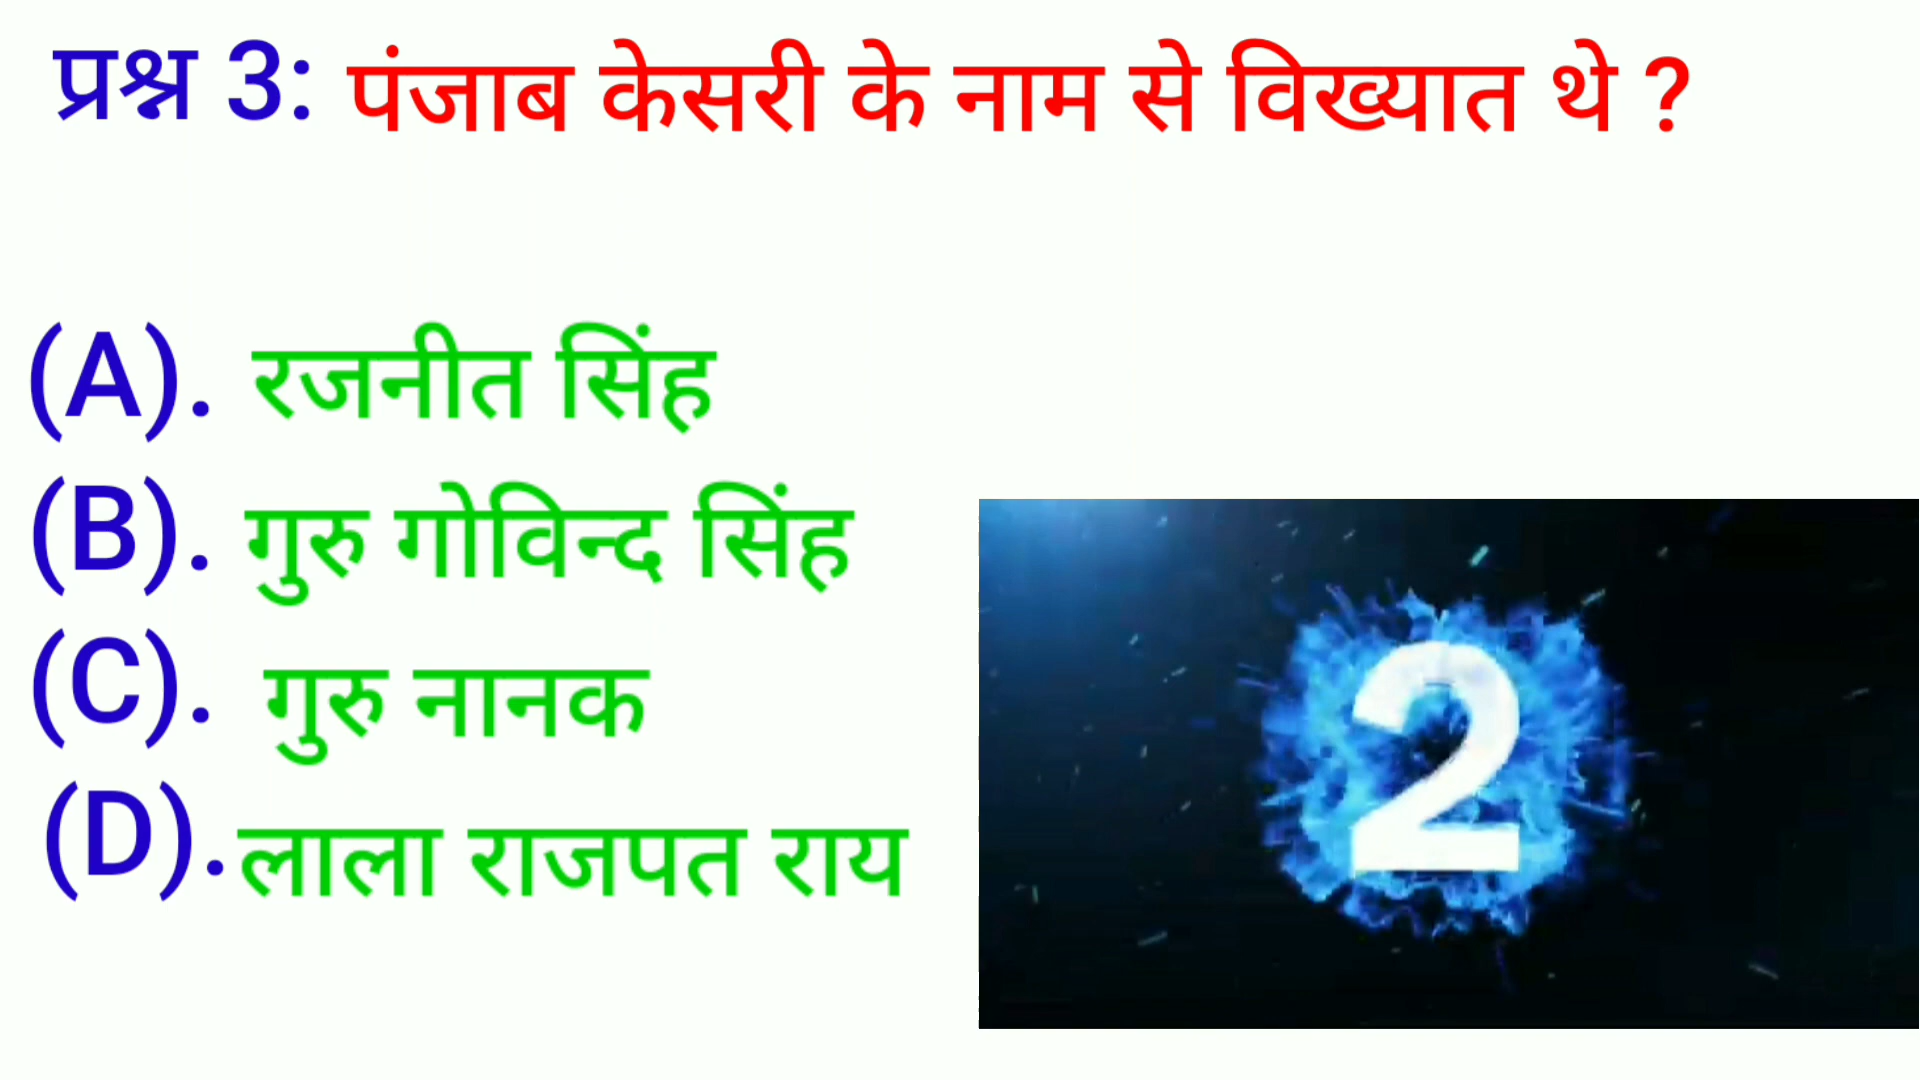 प्रश्न 3: पंजाब केसरी के नाम से विख्यात थे ?
(A). रजनीत सिंह
(B). गुरु गोविन्द सिंह
(C). गुरु नानक
(D). लाला राजपत राय
2